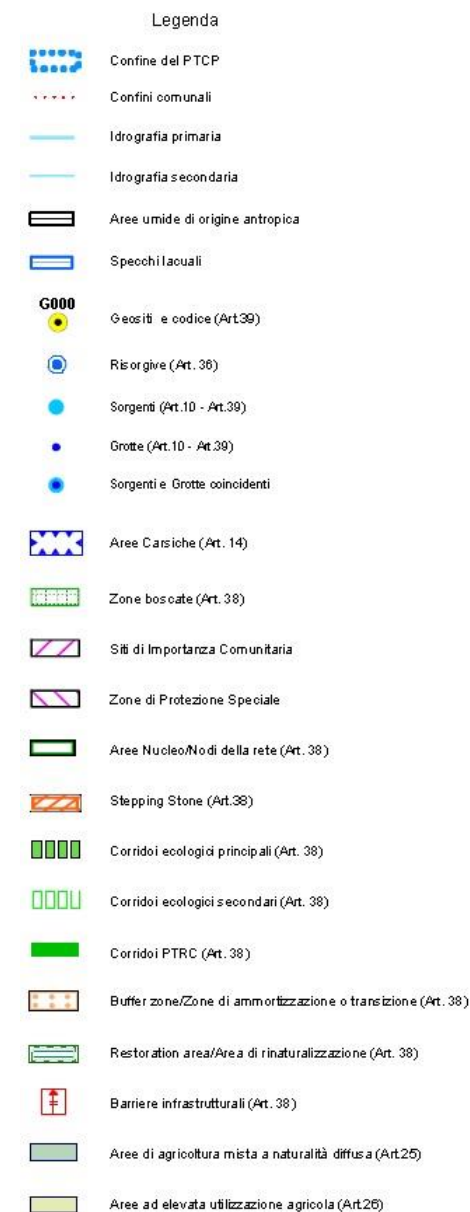 Legenda
Confine del PTCP
Confini comunali
Idrografia primaria
Idrografia secondaria
Aree umide di origine antropica
Specchi lacuali
G000
Geositi e codice (Art.39)
Risorgive (Art. 36)
Sorgenti (Art.10 - Art.39)
Grotte (Art.10 - Art.39)
Sorgenti e Grotte coincidenti
Aree Carsiche (Art. 14)
Zone boscate (Art. 38)
Siti di Importanza Comunitaria
Zone di Protezione Speciale
Aree Nucleo/Nodi della rete (Art. 38)
Stepping Stone (Art.38)
Corridoi ecologici principali (Art. 38)
Corridoi ecologici secondari (Art. 38)
Corridoi PTRC (Art. 38)
Buffer zone/Zone di ammortizzazione o transizione (Art. 38)
Restoration area/Area di rinaturalizzazione (Art. 38)
Barriere infrastrutturali (Art. 38)
Aree di agricoltura mista a naturalità diffusa (Art.25)
Aree ad elevata utilizzazione agricola (Art.26)